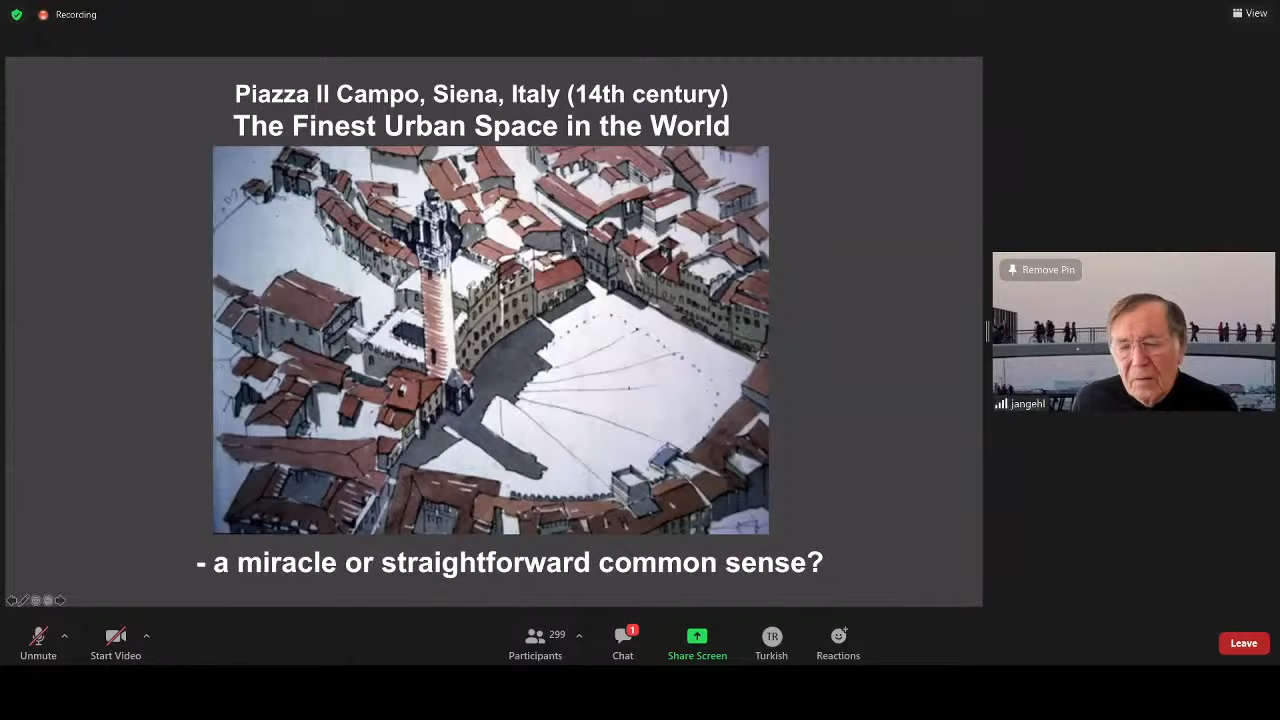 Recording
View
Piazza Il Campo, Siena, Italy (14th century)
The Finest Urban Space in the World
- a miracle or straightforward common sense?
Remove Pin
jangehl
Unmute
Start Video
299
Participants
1
Chat
Share Screen
TR
Turkish
Reactions
Leave